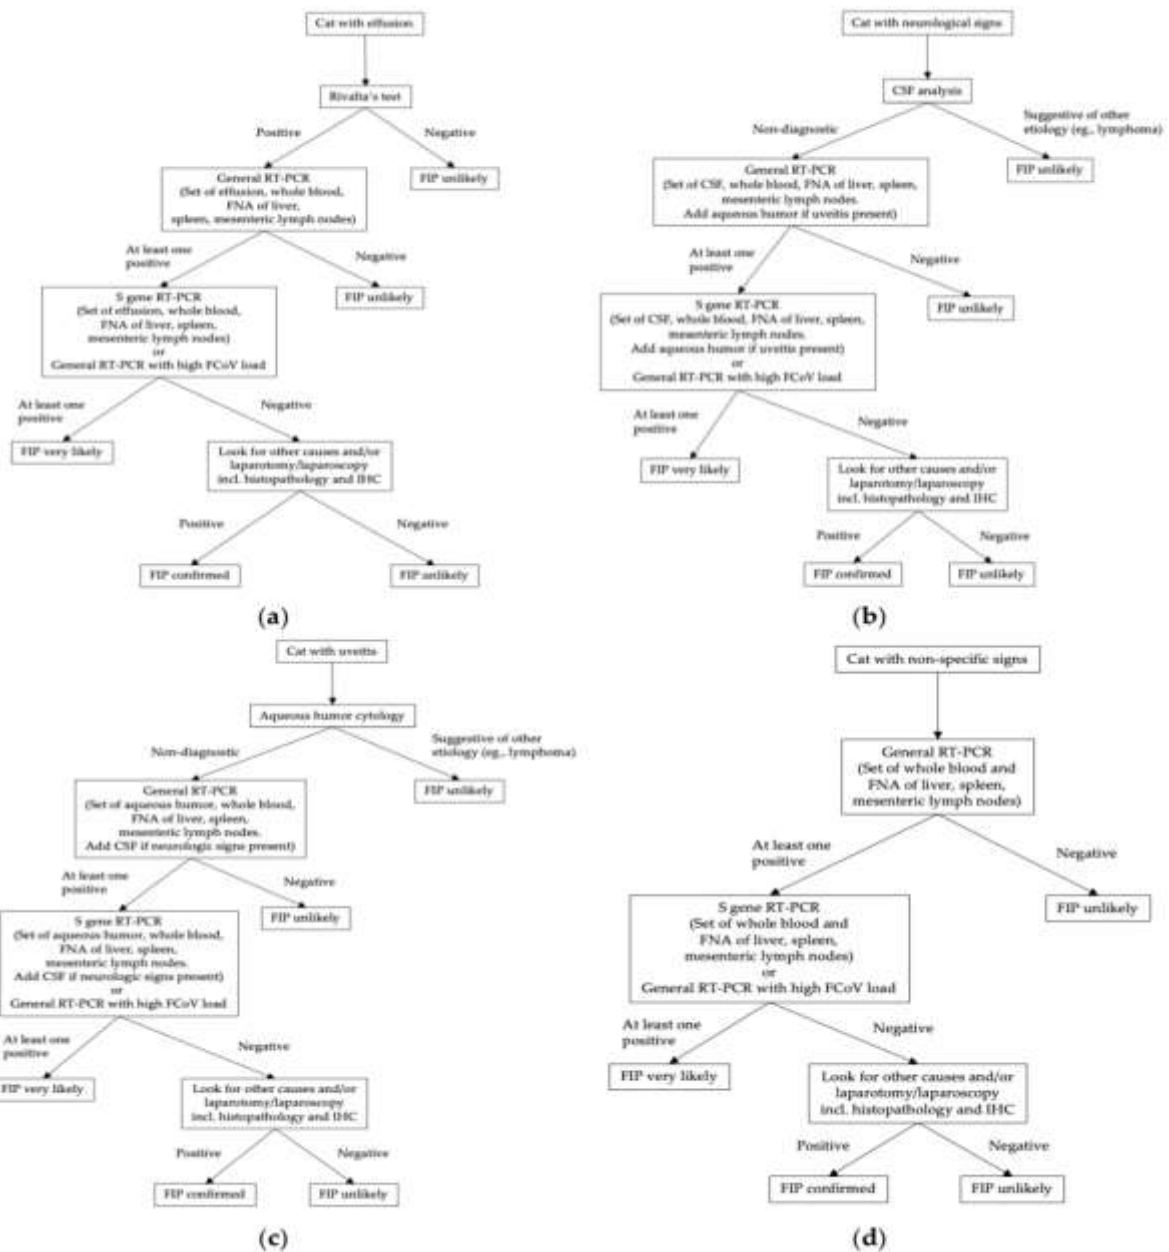 Cat with effusion
Rivalta's test
Positive
Negative
General RT-PCR
(Set of effusion, whole blood,
FNA of liver,
spleen, mesenteric lymph nodes)
FIP unlikely
At least one
positive
Negative
S gene RT-PCR
(Set of effusion, whole blood,
FNA of liver, spleen,
mesenteric lymph nodes)
or
General RT-PCR with high FCoV load
FIP unlikely
At least one
positive
Negative
FIP very likely
Look for other causes and/or
laparotomy/laparoscopy
incl. histopathology and IHC
Positive
Negative
FIP confirmed
FIP unlikely
(a)
Cat with neurological signs
CSF analysis
Non-diagnostic
Suggestive of other
etiology (eg., lymphoma)
General RT-PCR
(Set of CSF, whole blood, FNA of liver, spleen,
mesenteric lymph nodes.
Add aqueous humor if uveitis present)
FIP unlikely
At least one
positive
Negative
S gene RT-PCR
(Set of CSF, whole blood, FNA of liver, spleen,
mesenteric lymph nodes.
Add aqueous humor if uveitis present)
or
General RT-PCR with high FCoV load
FIP unlikely
At least one
positive
Negative
FIP very likely
Look for other causes and/or
laparotomy/laparoscopy
incl. histopathology and IHC
Positive
Negative
FIP confirmed
FIP unlikely
(b)
Cat with uveitis
Aqueous humor cytology
Non-diagnostic
Suggestive of other
etiology (eg., lymphoma)
General RT-PCR
(Set of aqueous humor, whole blood,
FNA of liver, spleen,
mesenteric lymph nodes.
Add CSF if neurologic signs present)
FIP unlikely
At least one
positive
Negative
S gene RT-PCR
(Set of aqueous humor, whole blood,
FNA of liver, spleen,
mesenteric lymph nodes.
Add CSF if neurologic signs present)
or
General RT-PCR with high FCoV load
FIP unlikely
At least one
positive
Negative
FIP very likely
Look for other causes and/or
laparotomy/laparoscopy
incl. histopathology and IHC
Positive
Negative
FIP confirmed
FIP unlikely
(c)
Cat with non-specific signs
General RT-PCR
(Set of whole blood and
FNA of liver, spleen,
mesenteric lymph nodes)
At least one
positive
Negative
S gene RT-PCR
(Set of whole blood and
FNA of liver, spleen,
mesenteric lymph nodes)
or
General RT-PCR with high FCoV load
FIP unlikely
At least one
positive
Negative
FIP very likely
Look for other causes and/or
laparotomy/laparoscopy
incl. histopathology and IHC
Positive
Negative
FIP confirmed
FIP unlikely
(d)